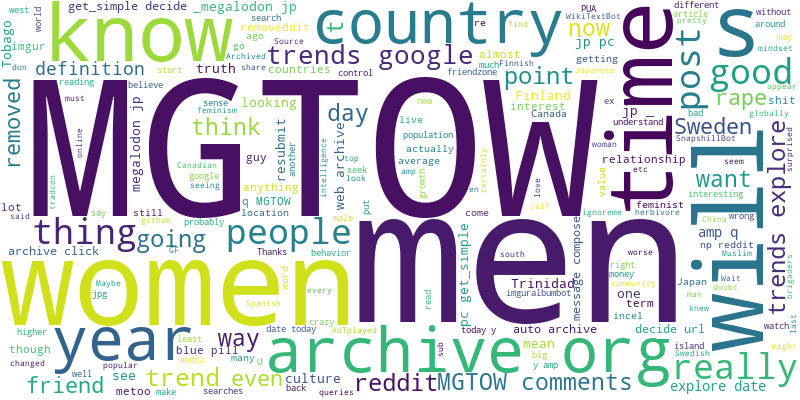 get_simple decide _megalodon jp
PUA
different
west
search removedditt
re
find
WikiTextBot
article
without
Tobago
know
imgur
country
now
time
s
around
pretty
may
mindset
trends google
almost
jp pc
ago
go
Source
Archived
share
t
much
getting
friendzone
Finnish
Japanese
post
good
definition
truth
countries
don
start
control
point
removed
reading
believe
day
think
sense
feminism
looking
resubmit
another
Finland
interest
ex
jp _
rape
shit
bad
globally
appear
must
online
megalodon jp
MGTOW
men
new
live
population
actually
average
amp
Canada
understand
Sweden
SnapshillBot
tradcon
guy
Canadian
google
seeing
anything
web archive
intelligence
top
seek
look
growth
en
certainly
love
woman
relationship
etc
seem
surprised
want
interesting
feminist
will
trends explore
lot
said
say
still
github
probably
q MGTOW
location
male
put
come
self
value
ignoreme
herbivore
China
wrong
amp q
np reddit
thing
going
people
women
archive click
Maybe
jpg
GF
Thanks
word
Spanish
every
crazy
behavior
read
pc get_simple
south
message compose
Trinidad
imguralbumbot
right
money
community
worse
one
term
Japan
man
knew
Muslim
Wait
doubt
brigaders
last
year
way
archive org
really
higher
though
changed
blue pill
many
date today
AUTplayed
U
least
media
sub
today y
auto archive
mean
big
incel
decide url
island
Swedish
watch
might
friend
popular
well
see
metoo
make
trend even
culture
searches
back
queries
reddit
MGTOW comments
y amp
explore date